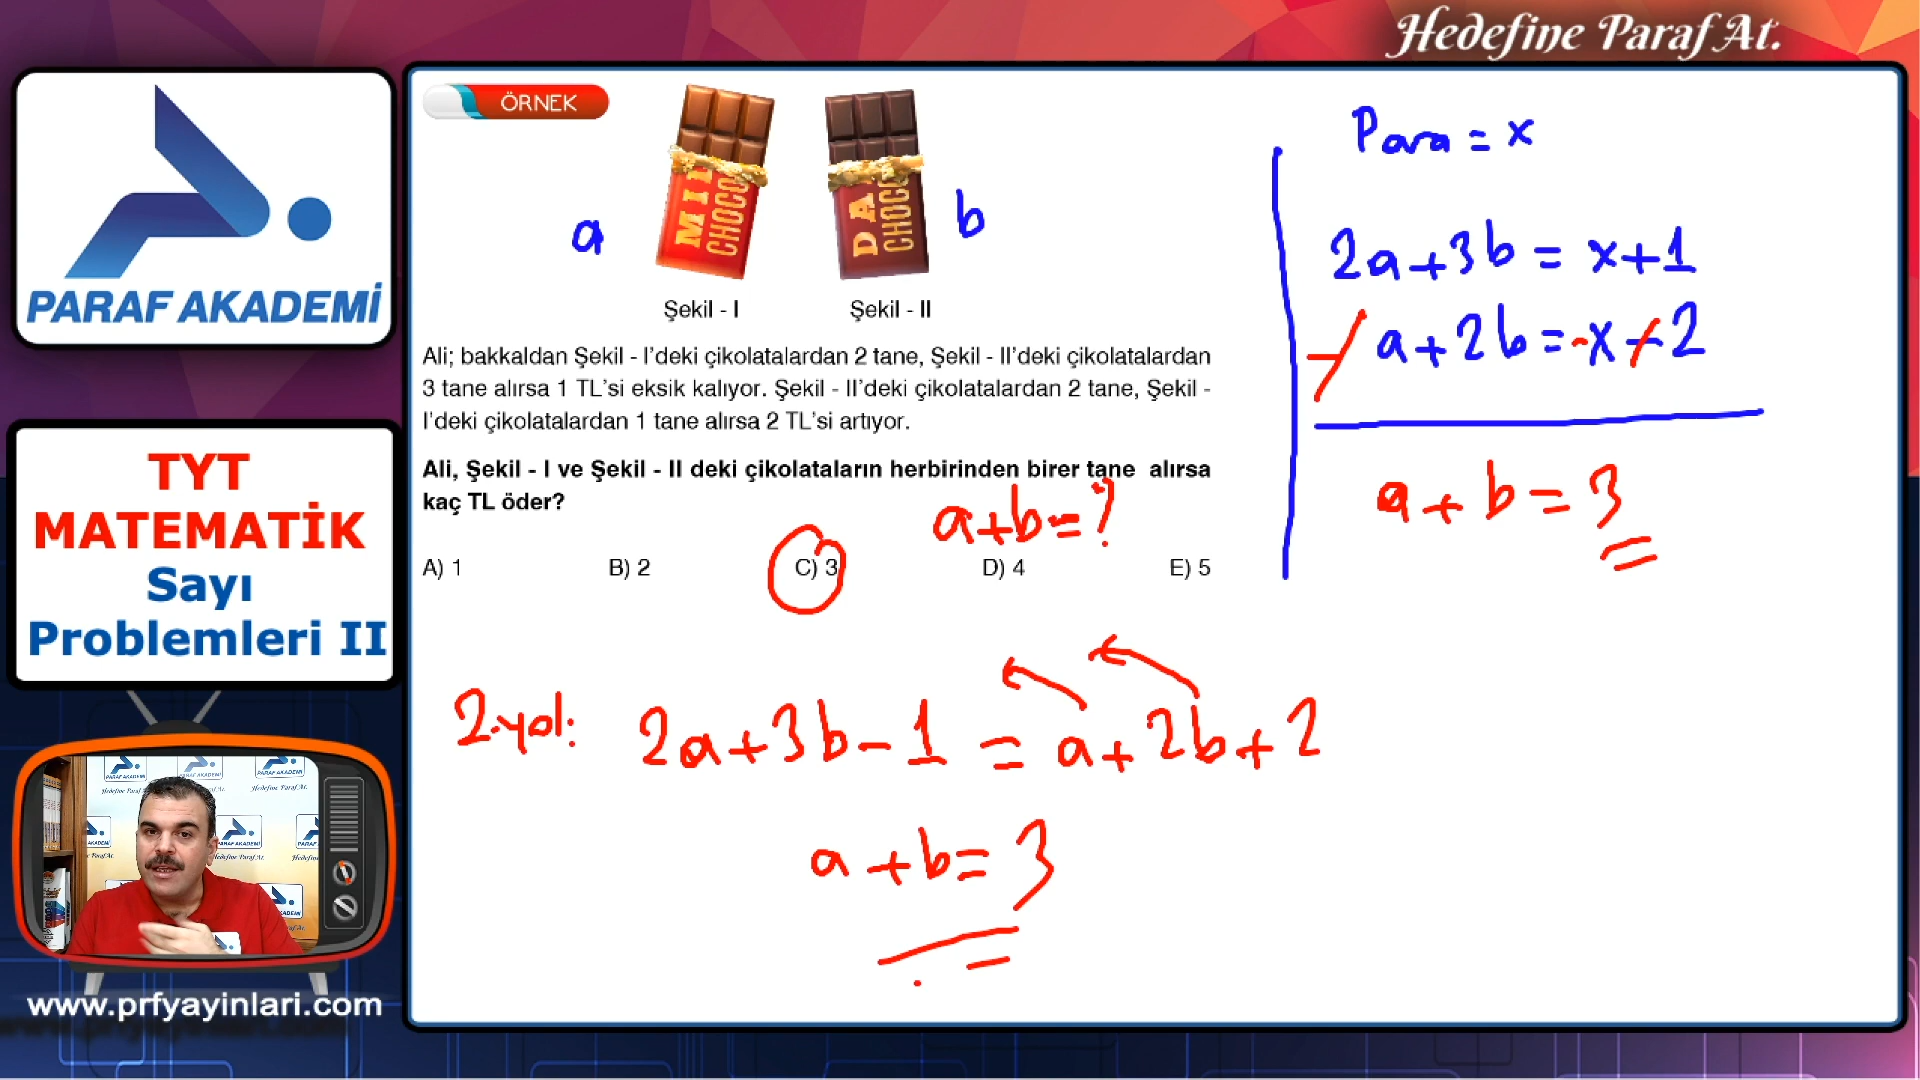 Hedefine Paraf At.
PARAF AKADEMİ
TYT
MATEMATİK
Sayı
Problemleri II
www.prfyayinlari.com
ÖRNEK
MIL
CHOCO
DA
CHOCO
a
b
Şekil - I
Şekil - II
Ali; bakkaldan Şekil - I'deki çikolatalardan 2 tane, Şekil - II'deki çikolatalardan
3 tane alırsa 1 TL'si eksik kalıyor. Şekil - II'deki çikolatalardan 2 tane, Şekil -
I'deki çikolatalardan 1 tane alırsa 2 TL'si artıyor.
Ali, Şekil - I ve Şekil - II deki çikolataların herbirinden birer tane alırsa
kaç TL öder?
a+b=?
A) 1
B) 2
C) 3
D) 4
E) 5
Para = x
2a+3b = x+1
-/ a+2b = -x+2
a + b = 3
2.yol: 2a+3b-1 = a+2b+2
a+b= 3